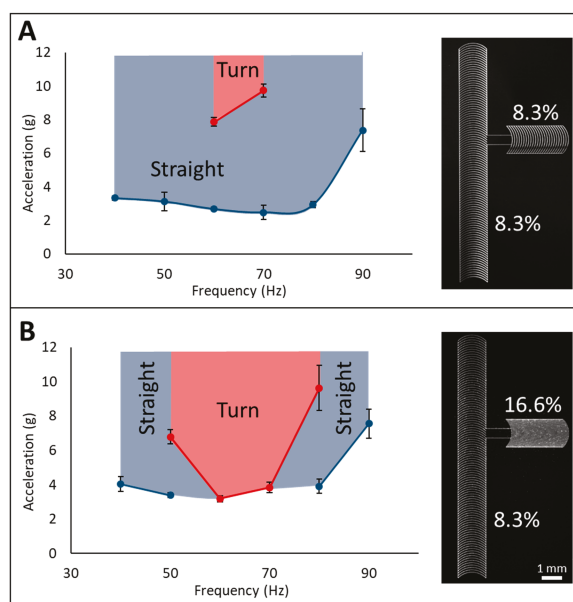 A
12
10
8
6
4
2
0
Acceleration (g)
Turn
Straight
30
50
70
90
Frequency (Hz)
8.3%
8.3%
B
12
10
8
6
4
2
0
Acceleration (g)
Straight
Turn
Straight
30
50
70
90
Frequency (Hz)
16.6%
8.3%
1 mm